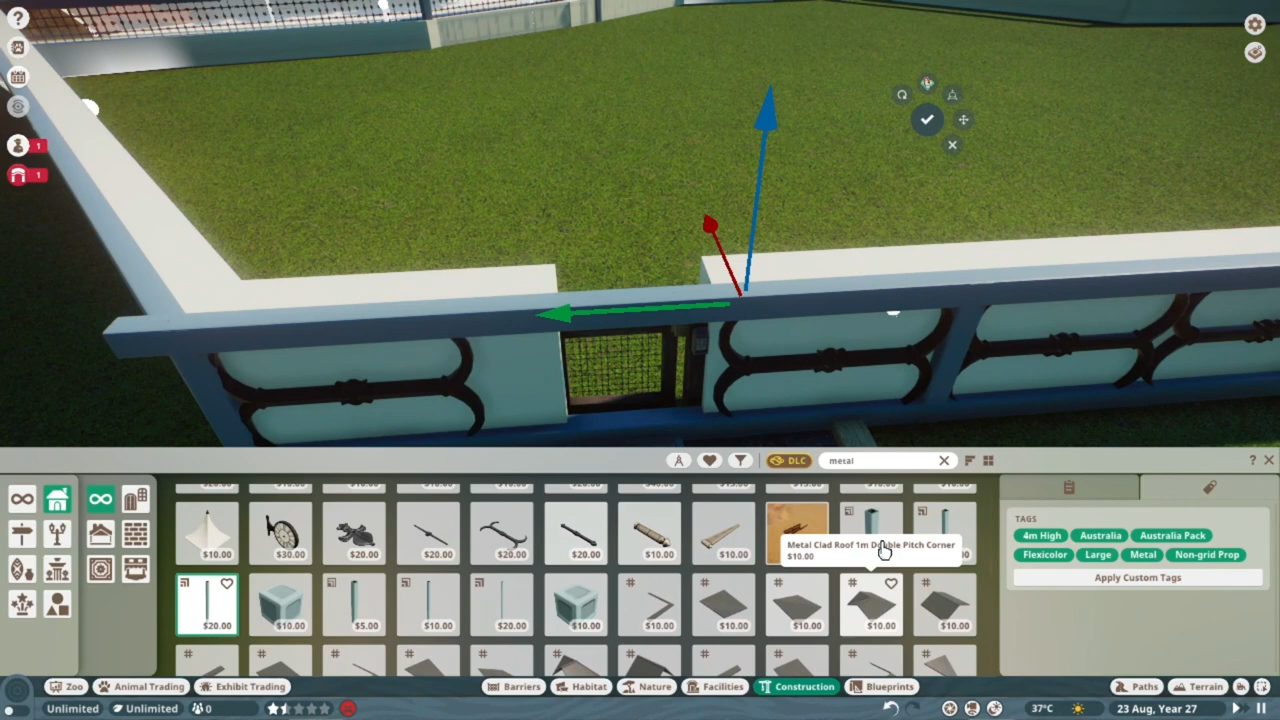 ?
1
1
DLC
metal
?
$10.00
$30.00
$20.00
$20.00
$20.00
$20.00
$10.00
$10.00
Metal Clad Roof 1m Double Pitch Corner
$10.00
$20.00
$10.00
$5.00
$10.00
$20.00
$10.00
$10.00
$10.00
$10.00
$10.00
$10.00
TAGS
4m High
Australia
Australia Pack
Flexicolor
Large
Metal
Non-grid Prop
Apply Custom Tags
Zoo
Animal Trading
Exhibit Trading
Barriers
Habitat
Nature
Facilities
Construction
Blueprints
Paths
Terrain
Unlimited
Unlimited
0
37°C
23 Aug, Year 27